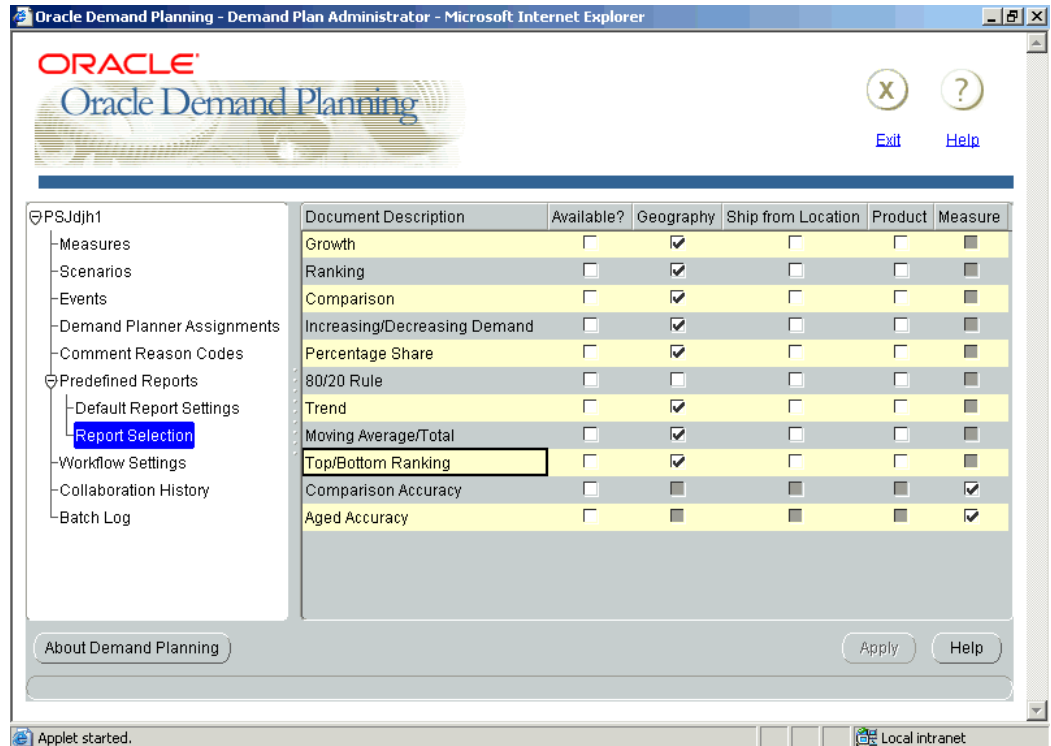 Oracle Demand Planning - Demand Plan Administrator - Microsoft Internet Explorer
ORACLE
Oracle Demand Planning
X
?
Exit
Help
PSJdjh1
Measures
Scenarios
Events
Demand Planner Assignments
Comment Reason Codes
Predefined Reports
Default Report Settings
Report Selection
Workflow Settings
Collaboration History
Batch Log
Document Description Available? Geography Ship from Location Product Measure
Growth
Ranking
Comparison
Increasing/Decreasing Demand
Percentage Share
80/20 Rule
Trend
Moving Average/Total
Top/Bottom Ranking
Comparison Accuracy
Aged Accuracy
About Demand Planning
Apply
Help
Applet started.
Local intranet